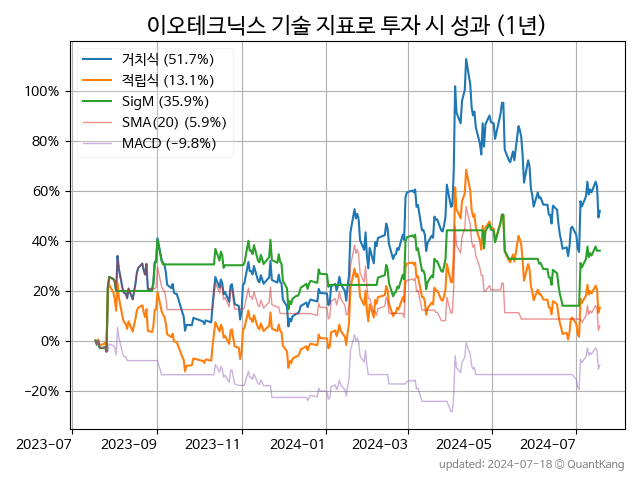 이오테크닉스 기술 지표로 투자 시 성과 (1년)
거치식 (51.7%)
적립식 (13.1%)
SigM (35.9%)
SMA(20) (5.9%)
MACD (−9.8%)
100%
80%
60%
40%
20%
0%
−20%
2023-07 2023-09 2023-11 2024-01 2024-03 2024-05 2024-07
updated: 2024-07-18 ⓒ QuantKang